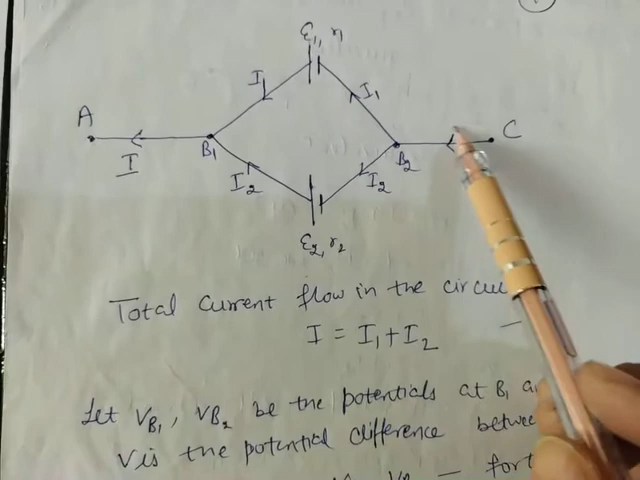 ε1, r1
I1
I1
A
C
B1
B2
I
I2
I2
ε2, r2
Total current flow in the circui
I = I1 + I2 —
Let VB1, VB2 be the potentials at B1
V is the potential difference betwee